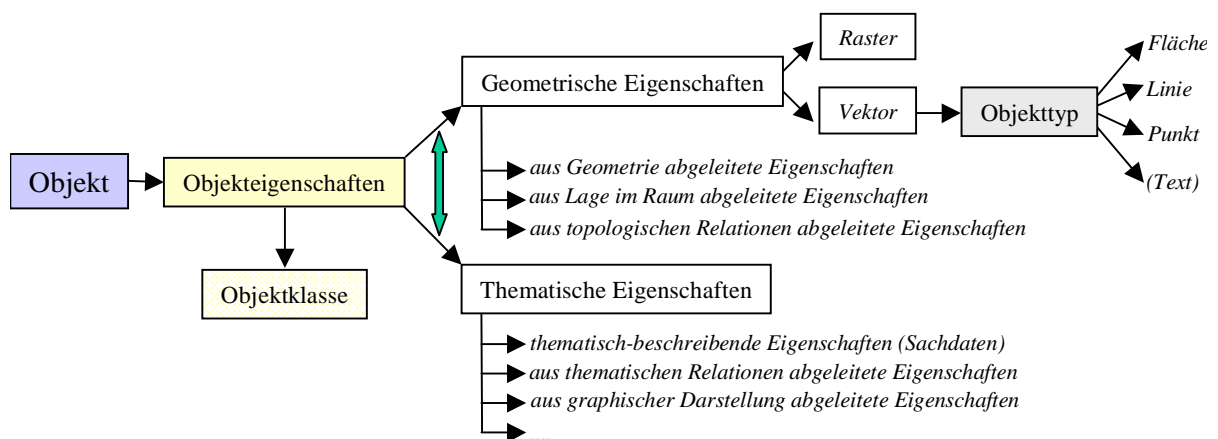 Objekt
Objekteigenschaften
Objektklasse
Geometrische Eigenschaften
aus Geometrie abgeleitete Eigenschaften
aus Lage im Raum abgeleitete Eigenschaften
aus topologischen Relationen abgeleitete Eigenschaften
Raster
Vektor
Objekttyp
Fläche
Linie
Punkt
(Text)
Thematische Eigenschaften
thematisch-beschreibende Eigenschaften (Sachdaten)
aus thematischen Relationen abgeleitete Eigenschaften
aus graphischer Darstellung abgeleitete Eigenschaften
....